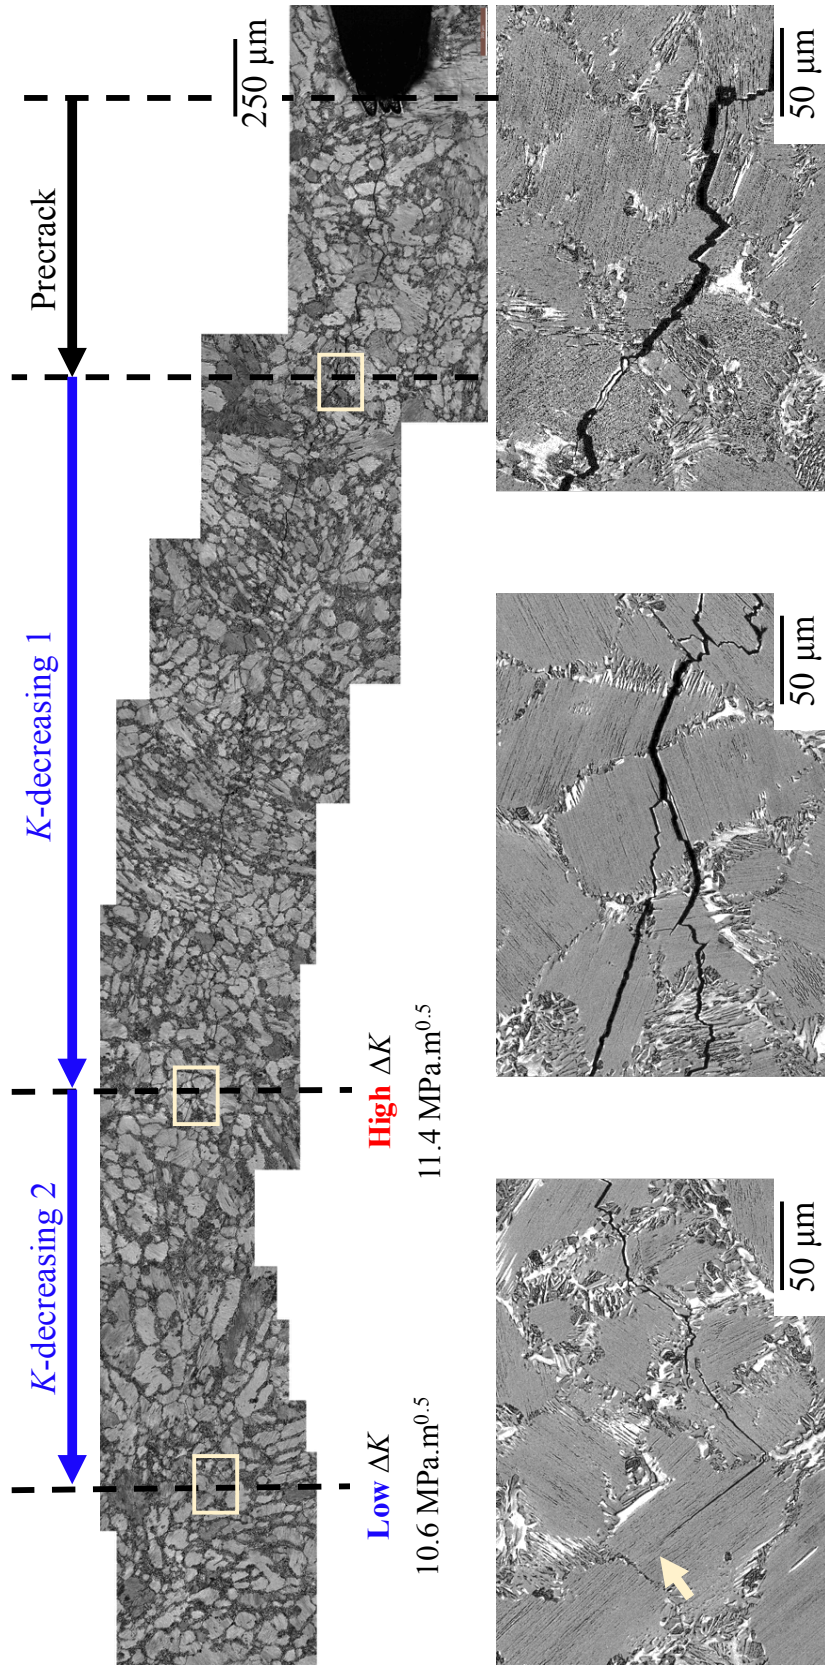 Precrack
K-decreasing 1
K-decreasing 2
250 μm
High ΔK
11.4 MPa.m0.5
Low ΔK
10.6 MPa.m0.5
50 μm
50 μm
50 μm